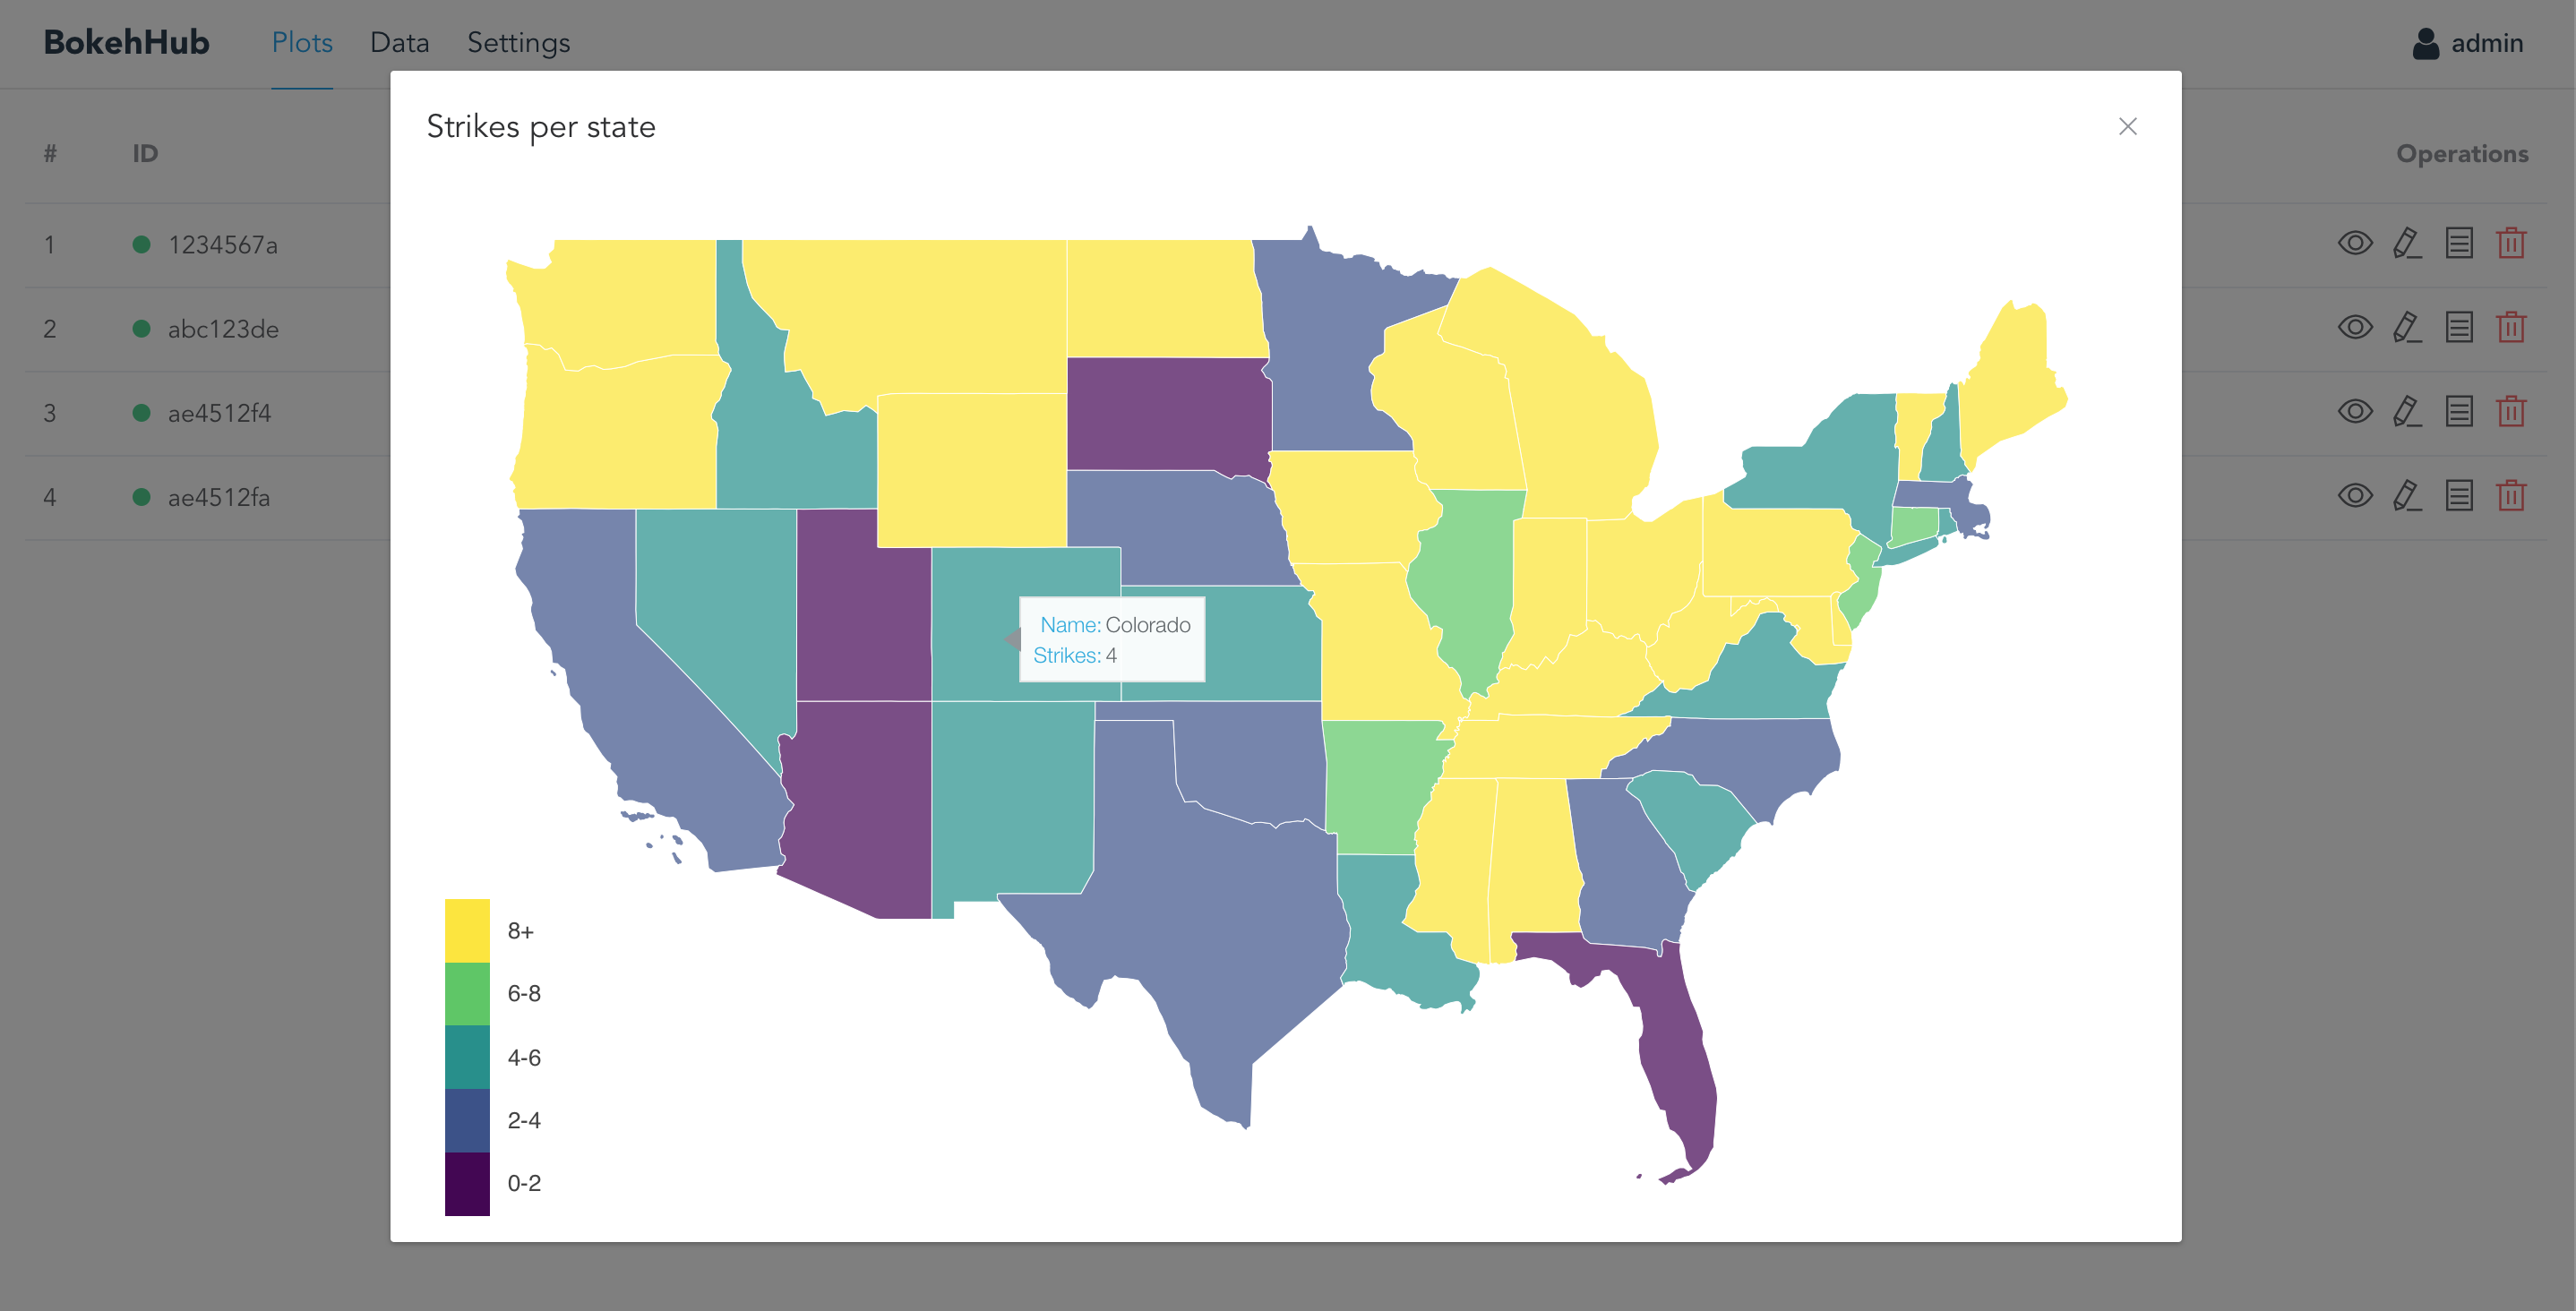 BokehHub Plots Data Settings admin
Strikes per state
# ID Operations
1 1234567a
2 abc123de
3 ae4512f4
4 ae4512fa
Name: Colorado
Strikes: 4
8+
6-8
4-6
2-4
0-2